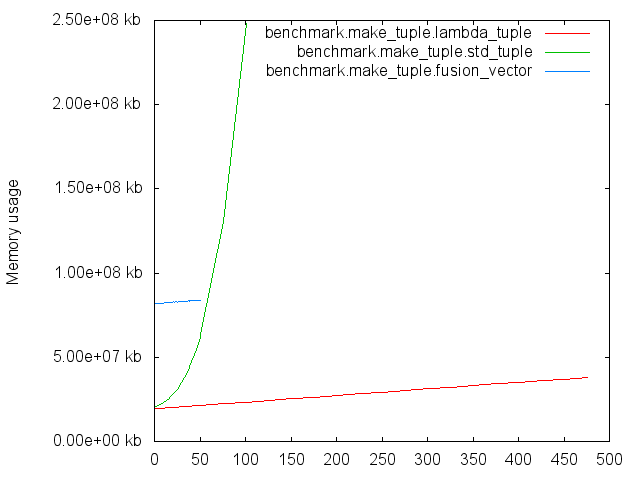 2.50e+08 kb
2.00e+08 kb
1.50e+08 kb
1.00e+08 kb
5.00e+07 kb
0.00e+00 kb
Memory usage
benchmark.make_tuple.lambda_tuple
benchmark.make_tuple.std_tuple
benchmark.make_tuple.fusion_vector
0 50 100 150 200 250 300 350 400 450 500